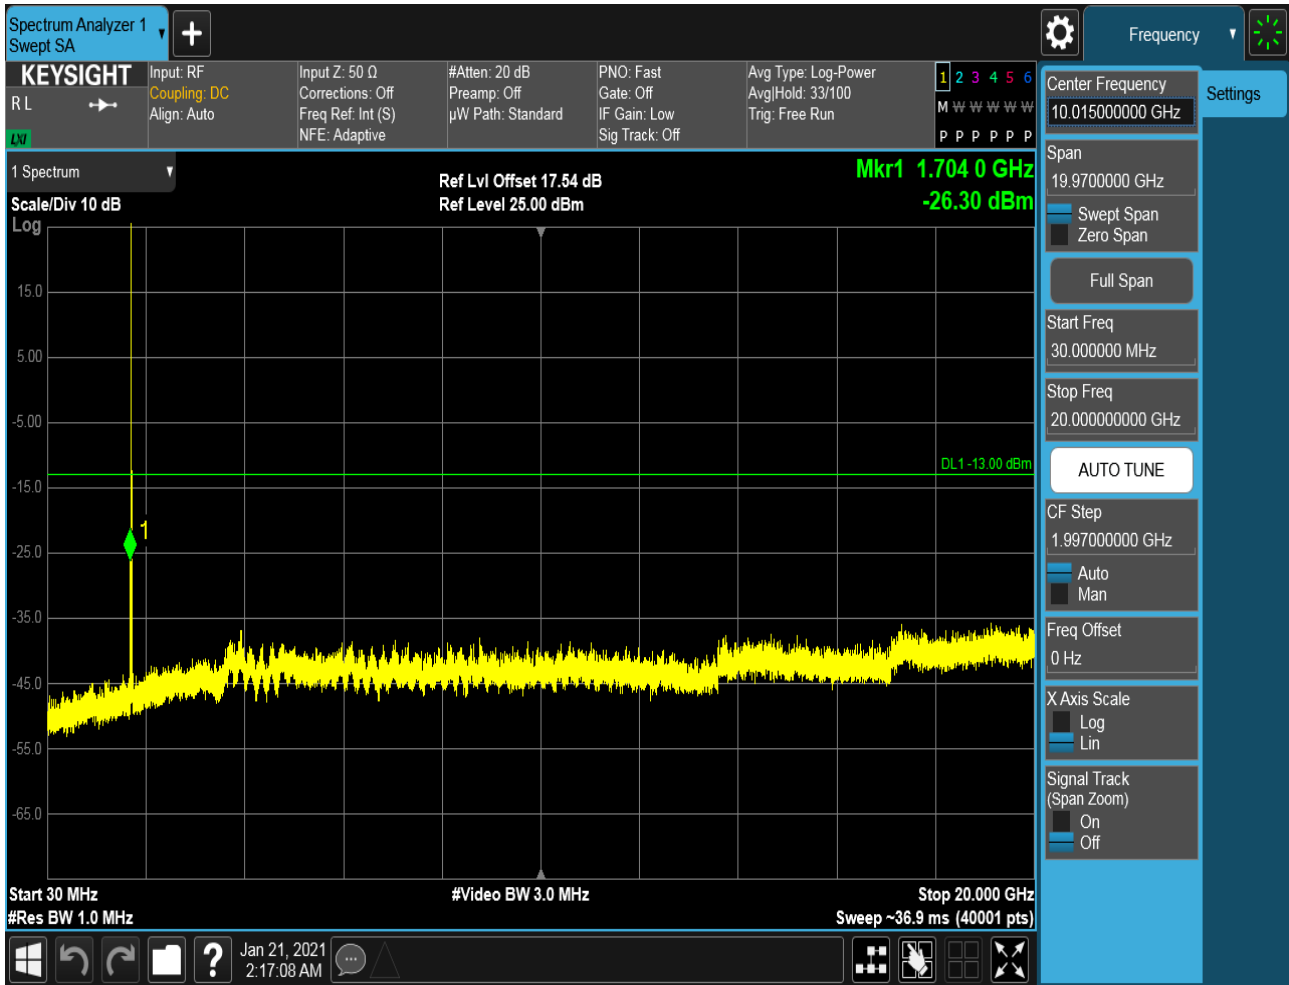 Spectrum Analyzer 1
Swept SA
Frequency
KEYSIGHT
R L
LXI
Input: RF
Coupling: DC
Align: Auto
Input Z: 50 Ω
Corrections: Off
Freq Ref: Int (S)
NFE: Adaptive
#Atten: 20 dB
Preamp: Off
µW Path: Standard
PNO: Fast
Gate: Off
IF Gain: Low
Sig Track: Off
Avg Type: Log-Power
Avg|Hold: 33/100
Trig: Free Run
1 2 3 4 5 6
M W W W W W
P P P P P P
1 Spectrum
Scale/Div 10 dB
Log
Ref Lvl Offset 17.54 dB
Ref Level 25.00 dBm
Mkr1 1.704 0 GHz
-26.30 dBm
15.0
5.00
-5.00
DL1 -13.00 dBm
-15.0
1
-25.0
-35.0
-45.0
-55.0
-65.0
Start 30 MHz
#Res BW 1.0 MHz
#Video BW 3.0 MHz
Stop 20.000 GHz
Sweep ~36.9 ms (40001 pts)
Center Frequency
10.015000000 GHz
Settings
Span
19.9700000 GHz
Swept Span
Zero Span
Full Span
Start Freq
30.000000 MHz
Stop Freq
20.000000000 GHz
AUTO TUNE
CF Step
1.997000000 GHz
Auto
Man
Freq Offset
0 Hz
X Axis Scale
Log
Lin
Signal Track
(Span Zoom)
On
Off
?
Jan 21, 2021
2:17:08 AM